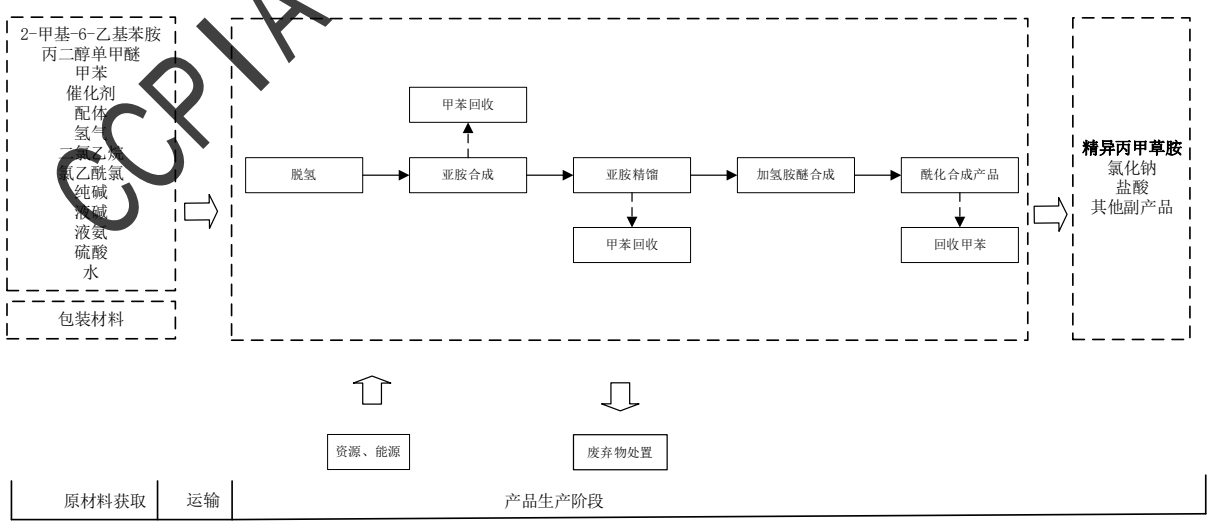 2-甲基-6-乙基苯胺
丙二醇单甲醚
甲苯
催化剂
配体
氢气
二氯乙烷
氯乙酰氯
纯碱
液碱
液氨
硫酸
水
包装材料
CCPIA
甲苯回收
脱氢
亚胺合成
亚胺精馏
加氢胺醚合成
酰化合成产品
甲苯回收
回收甲苯
精异丙甲草胺
氯化钠
盐酸
其他副产品
资源、能源
废弃物处置
原材料获取
运输
产品生产阶段